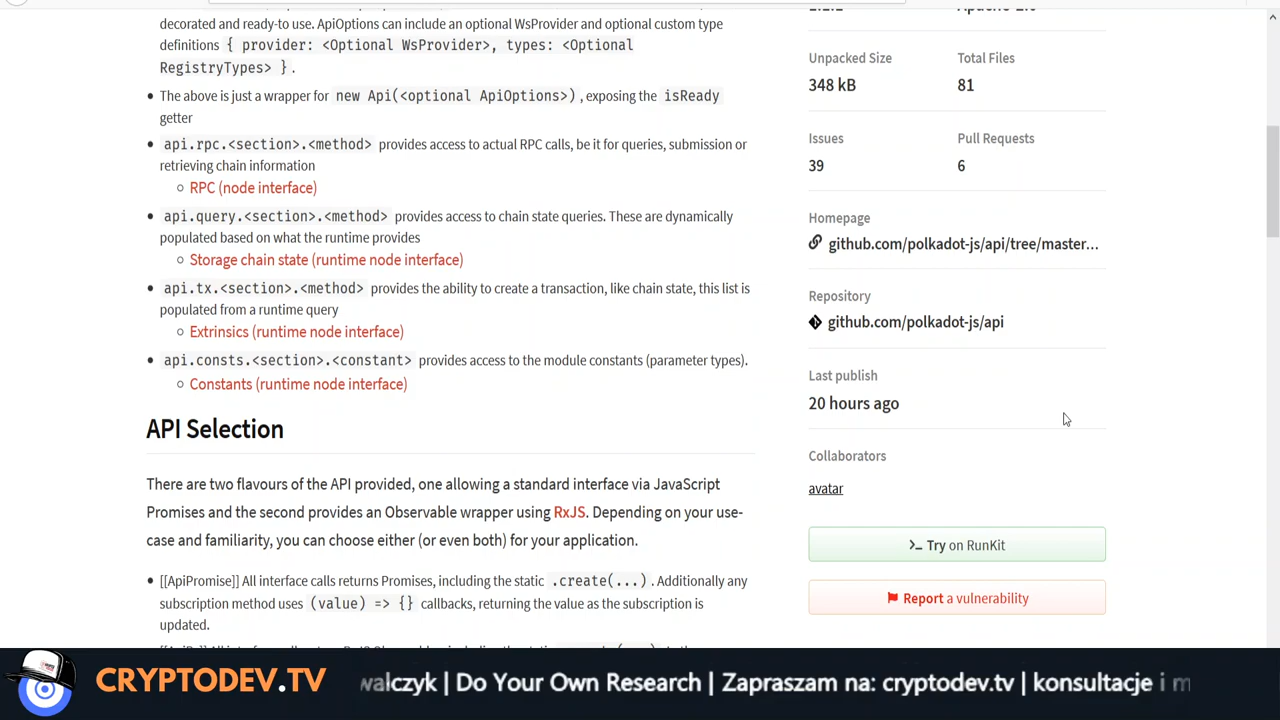 decorated and ready-to use. ApiOptions can include an optional WsProvider and optional custom type
definitions { provider: <Optional WsProvider>, types: <Optional
RegistryTypes> } .
The above is just a wrapper for new Api(<optional ApiOptions>) , exposing the isReady
getter
api.rpc.<section>.<method> provides access to actual RPC calls, be it for queries, submission or
retrieving chain information
RPC (node interface)
api.query.<section>.<method> provides access to chain state queries. These are dynamically
populated based on what the runtime provides
Storage chain state (runtime node interface)
api.tx.<section>.<method> provides the ability to create a transaction, like chain state, this list is
populated from a runtime query
Extrinsics (runtime node interface)
api.consts.<section>.<constant> provides access to the module constants (parameter types).
Constants (runtime node interface)
API Selection
There are two flavours of the API provided, one allowing a standard interface via JavaScript
Promises and the second provides an Observable wrapper using RxJS. Depending on your use-
case and familiarity, you can choose either (or even both) for your application.
[[ApiPromise]] All interface calls returns Promises, including the static .create(...) . Additionally any
subscription method uses (value) => {} callbacks, returning the value as the subscription is
updated.
Unpacked Size
348 kB
Total Files
81
Issues
39
Pull Requests
6
Homepage
github.com/polkadot-js/api/tree/master...
Repository
github.com/polkadot-js/api
Last publish
20 hours ago
Collaborators
avatar
Try on RunKit
Report a vulnerability
CRYPTODEV.TV
walczyk | Do Your Own Research | Zapraszam na: cryptodev.tv | konsultacje i m